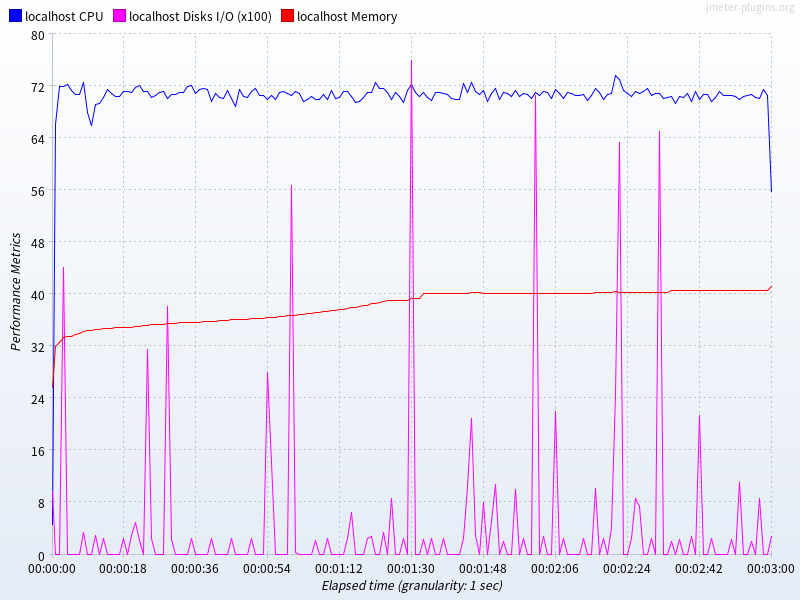 jmeter-plugins.org
localhost CPU localhost Disks I/O (x100) localhost Memory
80
72
64
56
48
40
32
24
16
8
0
Performance Metrics
00:00:00 00:00:18 00:00:36 00:00:54 00:01:12 00:01:30 00:01:48 00:02:06 00:02:24 00:02:42 00:03:00
Elapsed time (granularity: 1 sec)